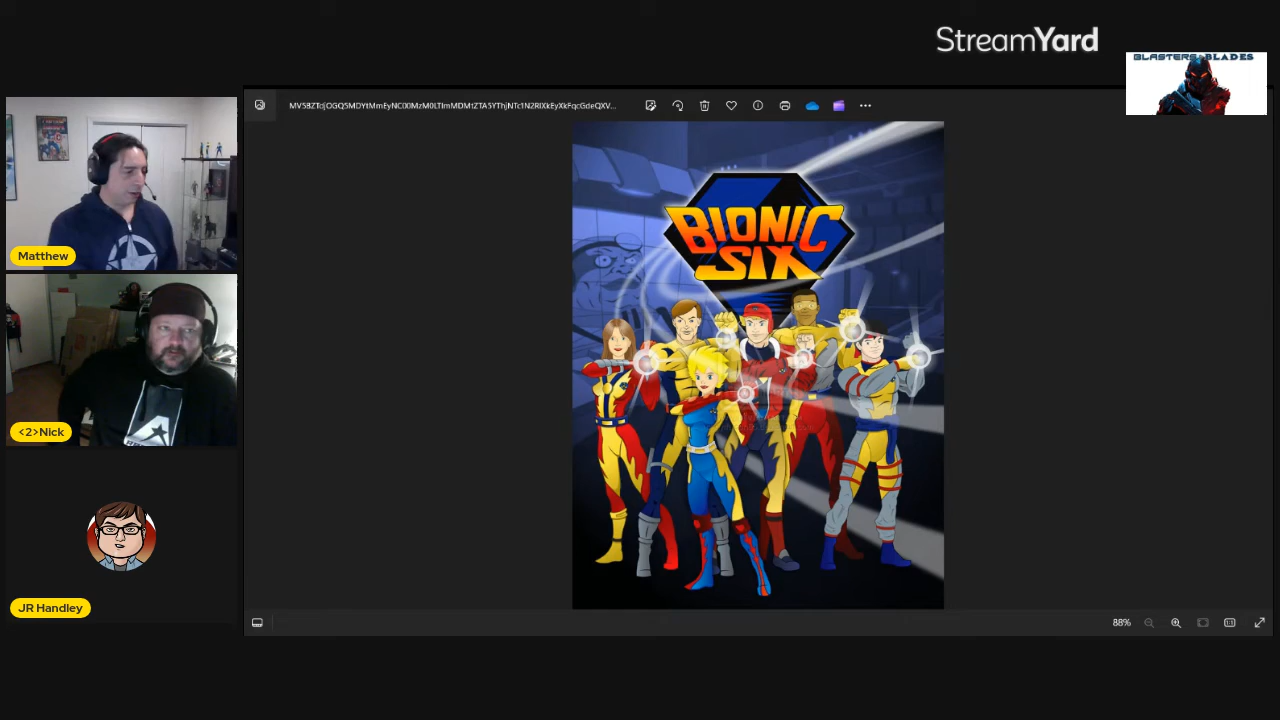 StreamYard
BLASTERS & BLADES
Matthew
<2>Nick
JR Handley
BIONIC
SIX
88%